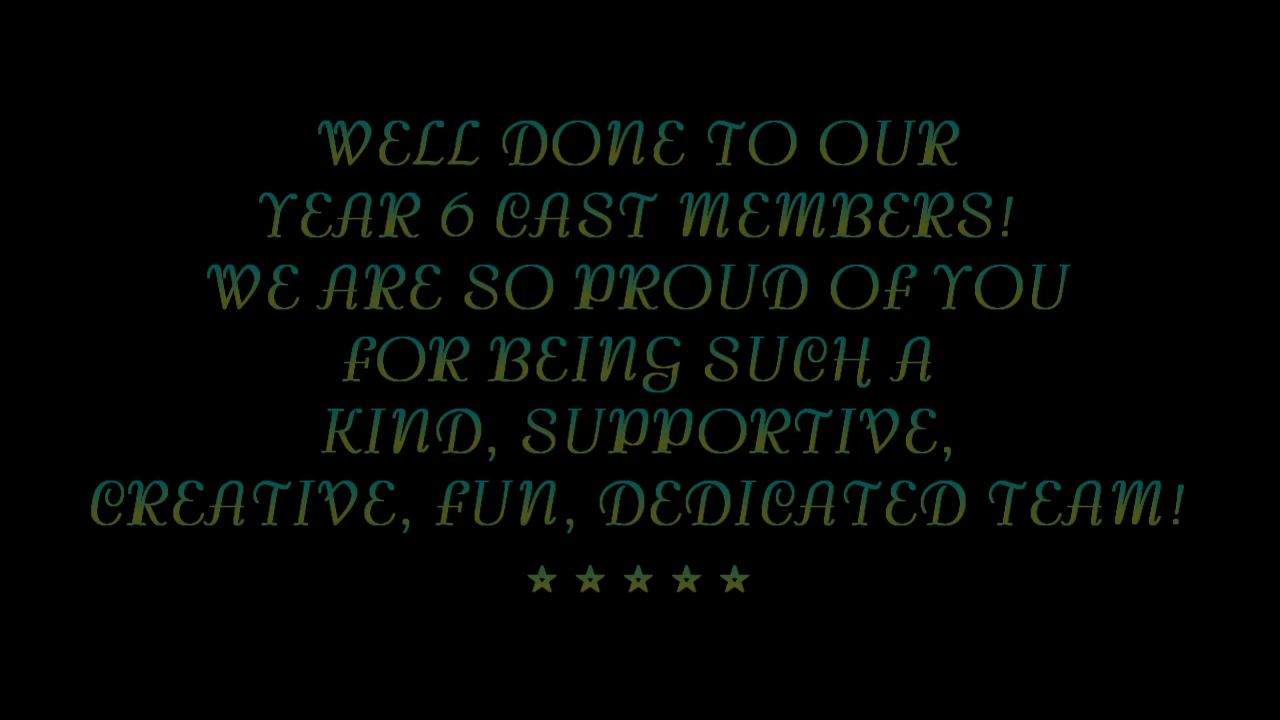 WELL DONE TO OUR
YEAR 6 CAST MEMBERS!
WE ARE SO PROUD OF YOU
FOR BEING SUCH A
KIND, SUPPORTIVE,
CREATIVE, FUN, DEDICATED TEAM!
★ ★ ★ ★ ★